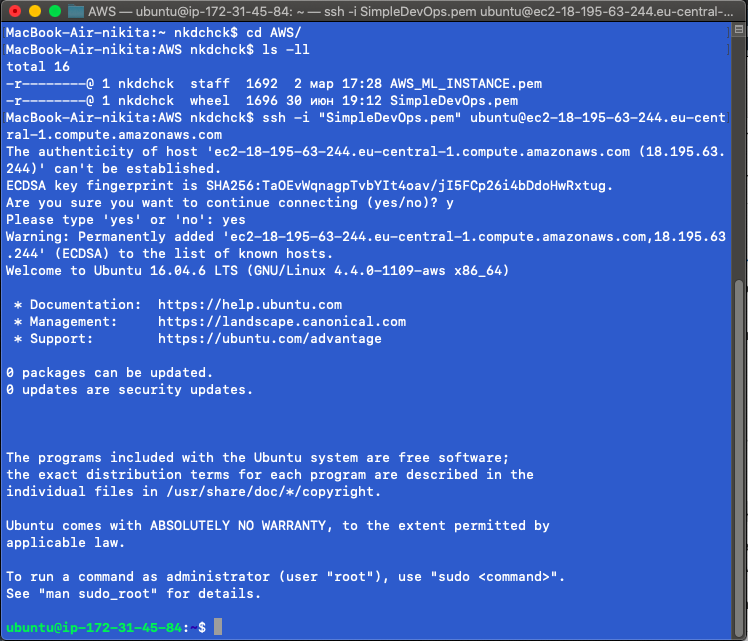 AWS — ubuntu@ip-172-31-45-84: ~ — ssh -i SimpleDevOps.pem ubuntu@ec2-18-195-63-244.eu-central-...
MacBook-Air-nikita:~ nkdchck$ cd AWS/
MacBook-Air-nikita:AWS nkdchck$ ls -ll
total 16
-r--------@ 1 nkdchck  staff  1692  2 мар 17:28 AWS_ML_INSTANCE.pem
-r--------@ 1 nkdchck  wheel  1696 30 июн 19:12 SimpleDevOps.pem
MacBook-Air-nikita:AWS nkdchck$ ssh -i "SimpleDevOps.pem" ubuntu@ec2-18-195-63-244.eu-cent
ral-1.compute.amazonaws.com
The authenticity of host 'ec2-18-195-63-244.eu-central-1.compute.amazonaws.com (18.195.63.
244)' can't be established.
ECDSA key fingerprint is SHA256:TaOEvWqnagpTvbYIt4oav/jI5FCp26i4bDdoHwRxtug.
Are you sure you want to continue connecting (yes/no)? y
Please type 'yes' or 'no': yes
Warning: Permanently added 'ec2-18-195-63-244.eu-central-1.compute.amazonaws.com,18.195.63
.244' (ECDSA) to the list of known hosts.
Welcome to Ubuntu 16.04.6 LTS (GNU/Linux 4.4.0-1109-aws x86_64)

 * Documentation:  https://help.ubuntu.com
 * Management:     https://landscape.canonical.com
 * Support:        https://ubuntu.com/advantage

0 packages can be updated.
0 updates are security updates.

The programs included with the Ubuntu system are free software;
the exact distribution terms for each program are described in the
individual files in /usr/share/doc/*/copyright.

Ubuntu comes with ABSOLUTELY NO WARRANTY, to the extent permitted by
applicable law.

To run a command as administrator (user "root"), use "sudo <command>".
See "man sudo_root" for details.

ubuntu@ip-172-31-45-84:~$